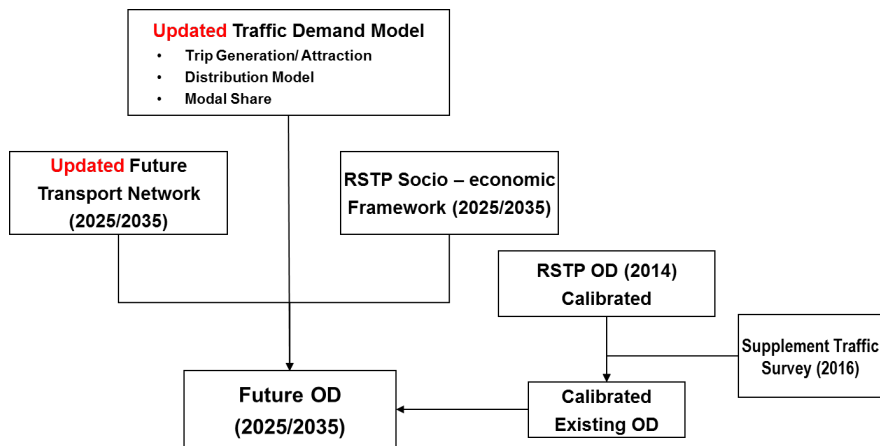 Updated Traffic Demand Model
• Trip Generation/ Attraction
• Distribution Model
• Modal Share
Updated Future
Transport Network
(2025/2035)
RSTP Socio – economic
Framework (2025/2035)
RSTP OD (2014)
Calibrated
Supplement Traffic
Survey (2016)
Future OD
(2025/2035)
Calibrated
Existing OD